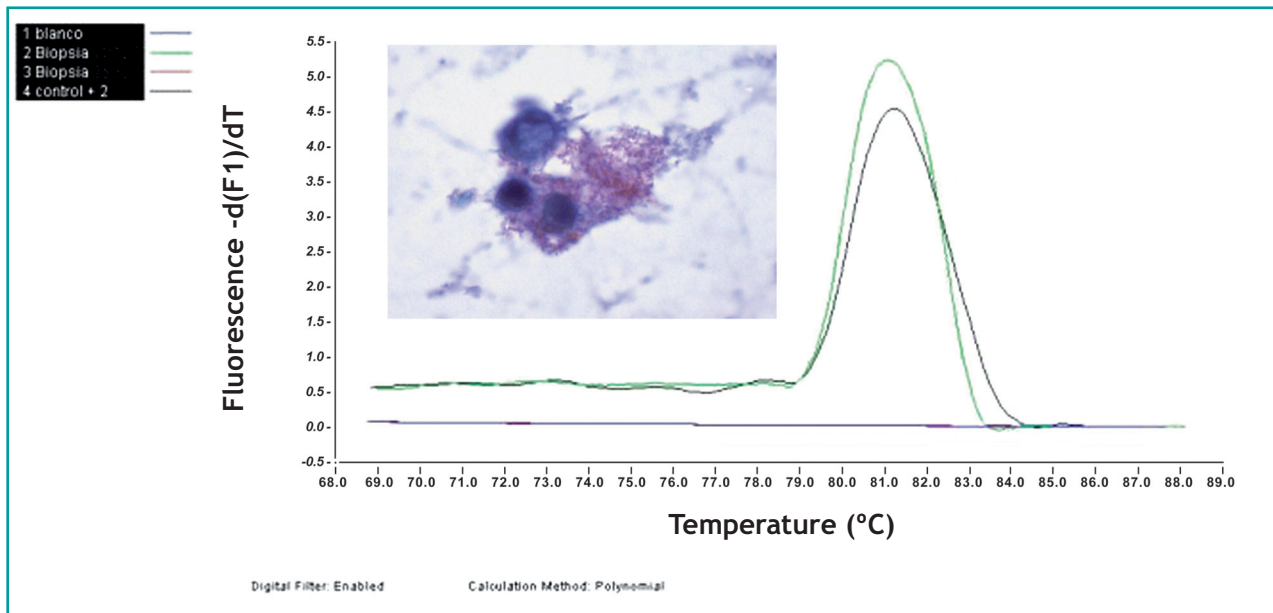 1 blanco
2 Biopsia
3 Biopsia
4 control + 2
Fluorescence -d(F1)/dT
5.5-
5.0-
4.5-
4.0-
3.5-
3.0-
2.5-
2.0-
1.5-
1.0-
0.5-
0.0-
-0.5-
68.0 69.0 70.0 71.0 72.0 73.0 74.0 75.0 76.0 77.0 78.0 79.0 80.0 81.0 82.0 83.0 84.0 85.0 86.0 87.0 88.0 89.0
Temperature (ºC)
Digital Filter: Enabled Calculation Method: Polynomial